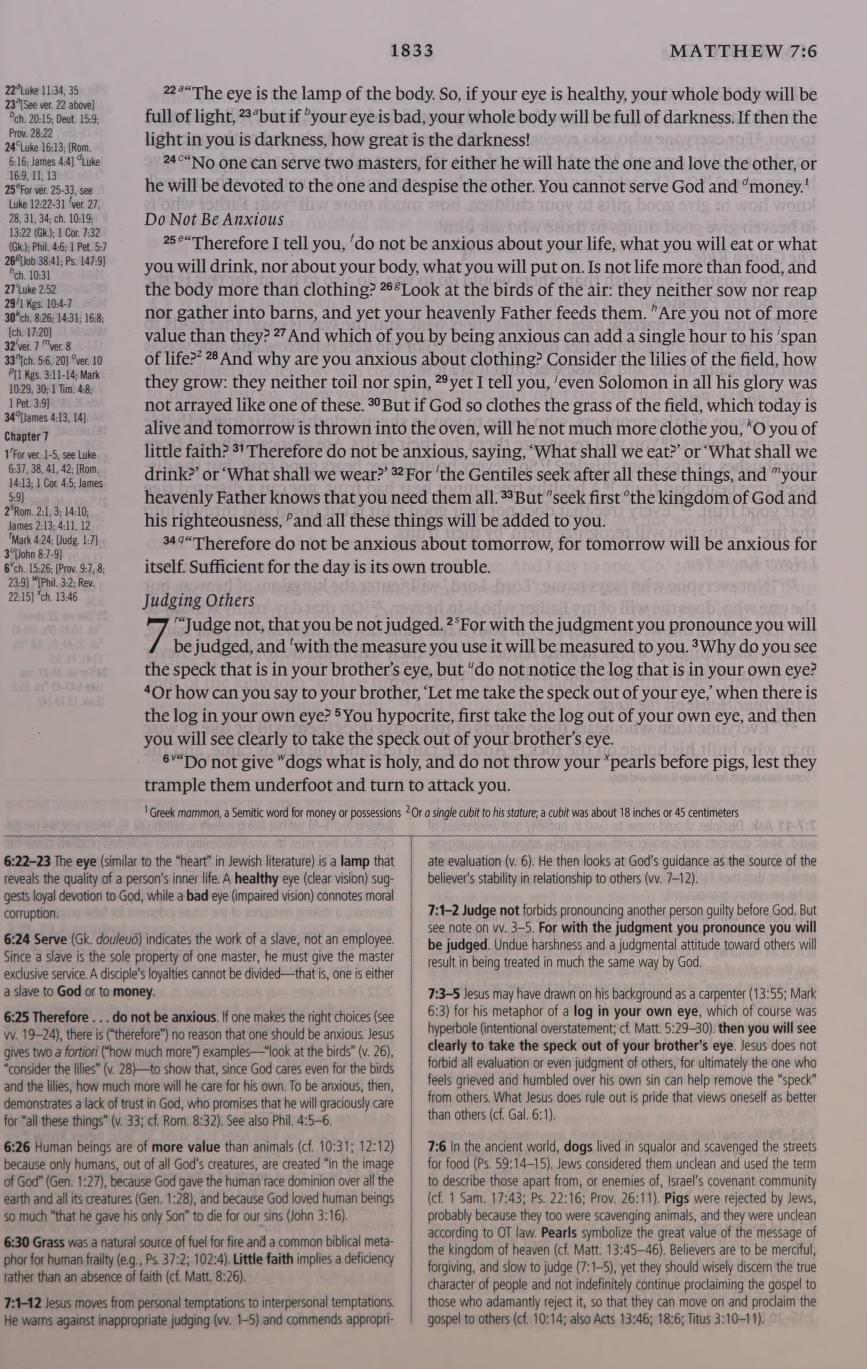 1833
MATTHEW 7:6
22ᵃLuke 11:34, 35
23ᵃ[See ver. 22 above]
ᵇch. 20:15; Deut. 15:9;
Prov. 28:22
24ᶜLuke 16:13; [Rom.
6:16; James 4:4] ᵈLuke
16:9, 11, 13
25ᵉFor ver. 25-33, see
Luke 12:22-31 ᶠver. 27,
28, 31, 34; ch. 10:19;
13:22 (Gk.); 1 Cor. 7:32
(Gk.); Phil. 4:6; 1 Pet. 5:7
26ᵍ[Job 38:41; Ps. 147:9]
ʰch. 10:31
27ⁱLuke 2:52
29ʲ1 Kgs. 10:4-7
30ᵏch. 8:26; 14:31; 16:8;
[ch. 17:20]
32ˡver. 7 ᵐver. 8
33ⁿ[ch. 5:6, 20] ᵒver. 10
ᵖ[1 Kgs. 3:11-14; Mark
10:29, 30; 1 Tim. 4:8;
1 Pet. 3:9]
34𐞥[James 4:13, 14]
Chapter 7
1ʳFor ver. 1-5, see Luke
6:37, 38, 41, 42; [Rom.
14:13; 1 Cor. 4:5; James
5:9]
2ˢRom. 2:1, 3; 14:10;
James 2:13; 4:11, 12
ᵗMark 4:24; [Judg. 1:7]
3ᵘ[John 8:7-9]
6ᵛch. 15:26; [Prov. 9:7, 8;
23:9] ʷ[Phil. 3:2; Rev.
22:15] ˣch. 13:46
22 ᵃ“The eye is the lamp of the body. So, if your eye is healthy, your whole body will be
full of light, 23 ᵃbut if ᵇyour eye is bad, your whole body will be full of darkness. If then the
light in you is darkness, how great is the darkness!
24 ᶜ“No one can serve two masters, for either he will hate the one and love the other, or
he will be devoted to the one and despise the other. You cannot serve God and ᵈmoney.¹
Do Not Be Anxious
25 ᵉ“Therefore I tell you, ᶠdo not be anxious about your life, what you will eat or what
you will drink, nor about your body, what you will put on. Is not life more than food, and
the body more than clothing? 26 ᵍLook at the birds of the air: they neither sow nor reap
nor gather into barns, and yet your heavenly Father feeds them. ʰAre you not of more
value than they? 27 And which of you by being anxious can add a single hour to his ⁱspan
of life?² 28 And why are you anxious about clothing? Consider the lilies of the field, how
they grow: they neither toil nor spin, 29 yet I tell you, ʲeven Solomon in all his glory was
not arrayed like one of these. 30 But if God so clothes the grass of the field, which today is
alive and tomorrow is thrown into the oven, will he not much more clothe you, ᵏO you of
little faith? 31 Therefore do not be anxious, saying, ‘What shall we eat?’ or ‘What shall we
drink?’ or ‘What shall we wear?’ 32 For ˡthe Gentiles seek after all these things, and ᵐyour
heavenly Father knows that you need them all. 33 But ⁿseek first ᵒthe kingdom of God and
his righteousness, ᵖand all these things will be added to you.
34 𐞥“Therefore do not be anxious about tomorrow, for tomorrow will be anxious for
itself. Sufficient for the day is its own trouble.
Judging Others
7 ʳ“Judge not, that you be not judged. 2 ˢFor with the judgment you pronounce you will
be judged, and ᵗwith the measure you use it will be measured to you. 3 Why do you see
the speck that is in your brother’s eye, but ᵘdo not notice the log that is in your own eye?
4 Or how can you say to your brother, ‘Let me take the speck out of your eye,’ when there is
the log in your own eye? 5 You hypocrite, first take the log out of your own eye, and then
you will see clearly to take the speck out of your brother’s eye.
6 ᵛ“Do not give ʷdogs what is holy, and do not throw your ˣpearls before pigs, lest they
trample them underfoot and turn to attack you.
¹ Greek mammon, a Semitic word for money or possessions ² Or a single cubit to his stature; a cubit was about 18 inches or 45 centimeters
6:22–23 The eye (similar to the “heart” in Jewish literature) is a lamp that
reveals the quality of a person’s inner life. A healthy eye (clear vision) sug-
gests loyal devotion to God, while a bad eye (impaired vision) connotes moral
corruption.
6:24 Serve (Gk. douleuō) indicates the work of a slave, not an employee.
Since a slave is the sole property of one master, he must give the master
exclusive service. A disciple’s loyalties cannot be divided—that is, one is either
a slave to God or to money.
6:25 Therefore . . . do not be anxious. If one makes the right choices (see
vv. 19–24), there is (“therefore”) no reason that one should be anxious. Jesus
gives two a fortiori (“how much more”) examples—“look at the birds” (v. 26),
“consider the lilies” (v. 28)—to show that, since God cares even for the birds
and the lilies, how much more will he care for his own. To be anxious, then,
demonstrates a lack of trust in God, who promises that he will graciously care
for “all these things” (v. 33; cf. Rom. 8:32). See also Phil. 4:5–6.
6:26 Human beings are of more value than animals (cf. 10:31; 12:12)
because only humans, out of all God’s creatures, are created “in the image
of God” (Gen. 1:27), because God gave the human race dominion over all the
earth and all its creatures (Gen. 1:28), and because God loved human beings
so much “that he gave his only Son” to die for our sins (John 3:16).
6:30 Grass was a natural source of fuel for fire and a common biblical meta-
phor for human frailty (e.g., Ps. 37:2; 102:4). Little faith implies a deficiency
rather than an absence of faith (cf. Matt. 8:26).
7:1–12 Jesus moves from personal temptations to interpersonal temptations.
He warns against inappropriate judging (vv. 1–5) and commends appropri-
ate evaluation (v. 6). He then looks at God’s guidance as the source of the
believer’s stability in relationship to others (vv. 7–12).
7:1–2 Judge not forbids pronouncing another person guilty before God. But
see note on vv. 3–5. For with the judgment you pronounce you will
be judged. Undue harshness and a judgmental attitude toward others will
result in being treated in much the same way by God.
7:3–5 Jesus may have drawn on his background as a carpenter (13:55; Mark
6:3) for his metaphor of a log in your own eye, which of course was
hyperbole (intentional overstatement; cf. Matt. 5:29–30). then you will see
clearly to take the speck out of your brother’s eye. Jesus does not
forbid all evaluation or even judgment of others, for ultimately the one who
feels grieved and humbled over his own sin can help remove the “speck”
from others. What Jesus does rule out is pride that views oneself as better
than others (cf. Gal. 6:1).
7:6 In the ancient world, dogs lived in squalor and scavenged the streets
for food (Ps. 59:14–15). Jews considered them unclean and used the term
to describe those apart from, or enemies of, Israel’s covenant community
(cf. 1 Sam. 17:43; Ps. 22:16; Prov. 26:11). Pigs were rejected by Jews,
probably because they too were scavenging animals, and they were unclean
according to OT law. Pearls symbolize the great value of the message of
the kingdom of heaven (cf. Matt. 13:45–46). Believers are to be merciful,
forgiving, and slow to judge (7:1–5), yet they should wisely discern the true
character of people and not indefinitely continue proclaiming the gospel to
those who adamantly reject it, so that they can move on and proclaim the
gospel to others (cf. 10:14; also Acts 13:46; 18:6; Titus 3:10–11).